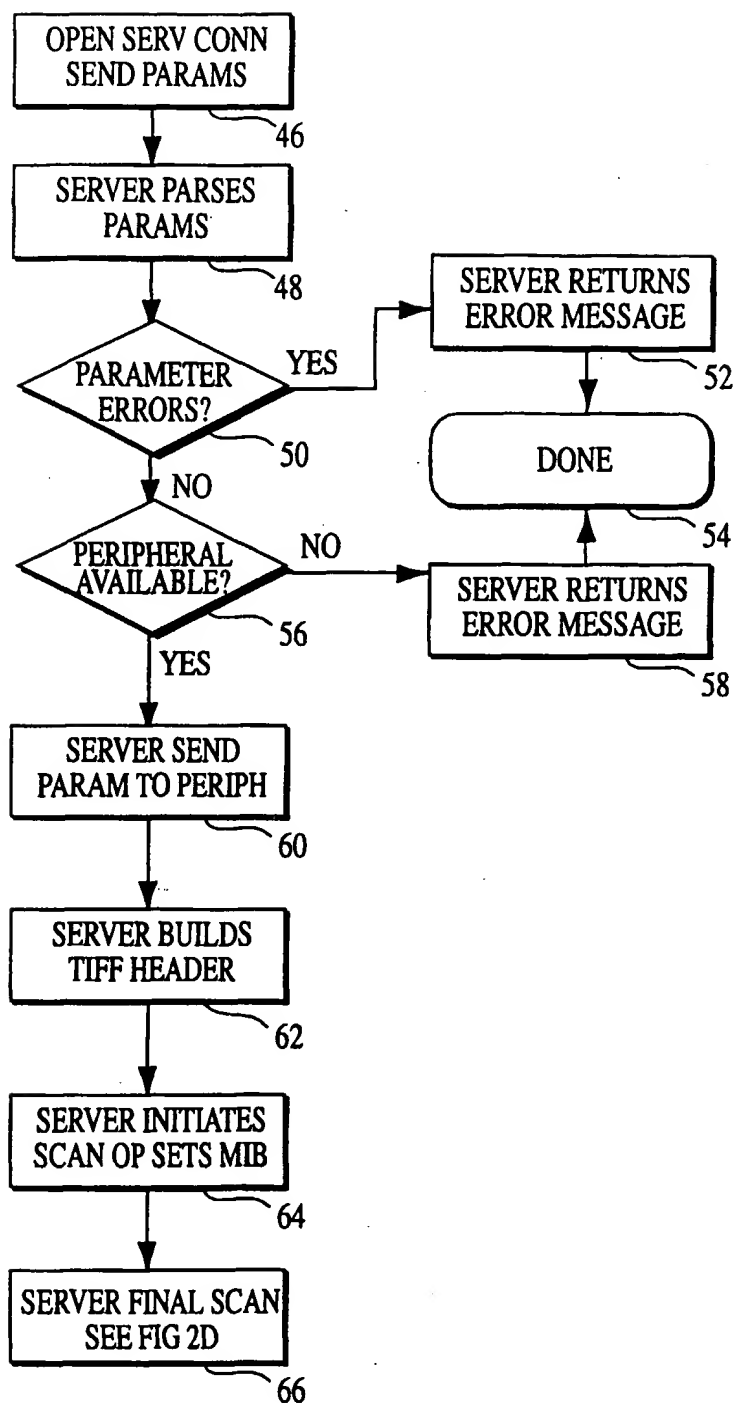 OPEN SERV CONN
SEND PARAMS
46
SERVER PARSES
PARAMS
48
PARAMETER
ERRORS?
50
YES
SERVER RETURNS
ERROR MESSAGE
52
DONE
54
NO
PERIPHERAL
AVAILABLE?
56
NO
SERVER RETURNS
ERROR MESSAGE
58
YES
SERVER SEND
PARAM TO PERIPH
60
SERVER BUILDS
TIFF HEADER
62
SERVER INITIATES
SCAN OP SETS MIB
64
SERVER FINAL SCAN
SEE FIG 2D
66